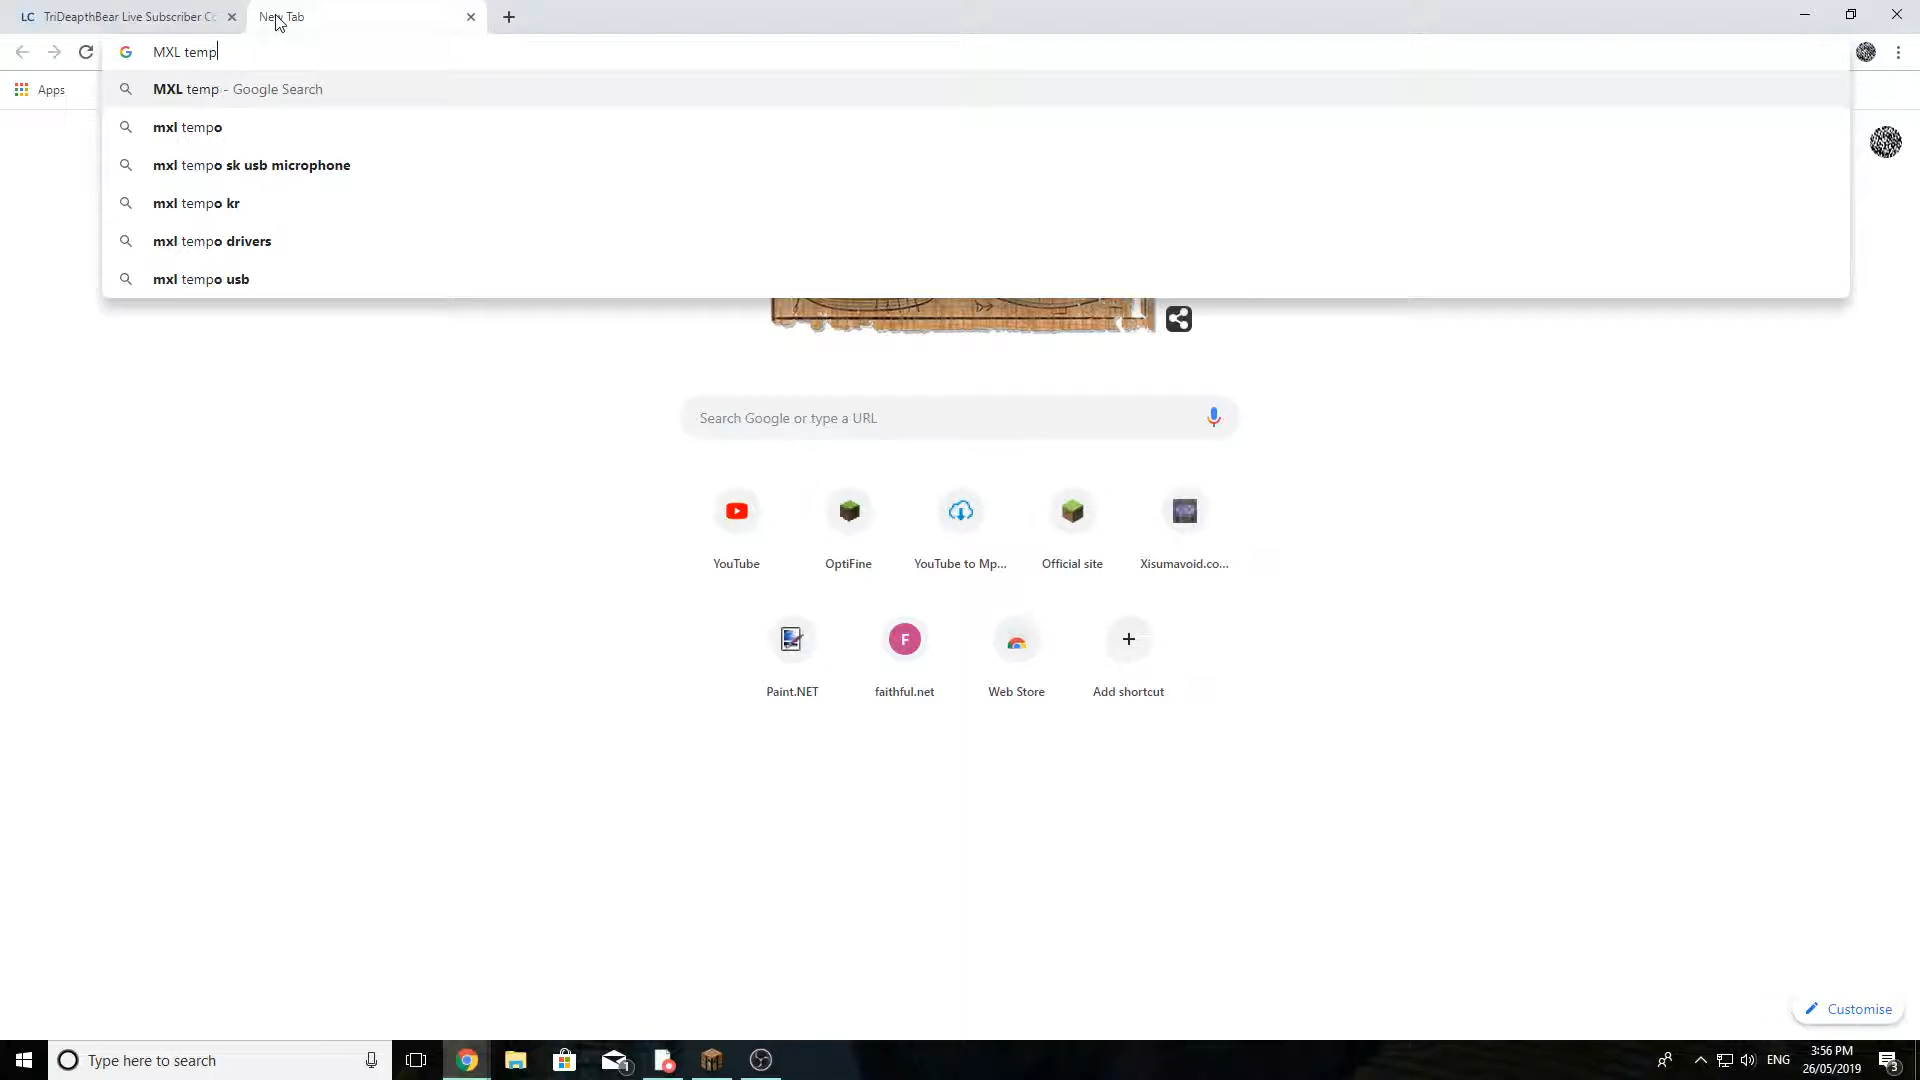 LC TriDeapthBear Live Subscriber Co
New Tab
MXL temp
Apps
MXL temp - Google Search
mxl tempo
mxl tempo sk usb microphone
mxl tempo kr
mxl tempo drivers
mxl tempo usb
Search Google or type a URL
YouTube OptiFine YouTube to Mp... Official site Xisumavoid.co...
F
Paint.NET faithful.net Web Store Add shortcut
Customise
Type here to search
1
ENG
3:56 PM
26/05/2019
3